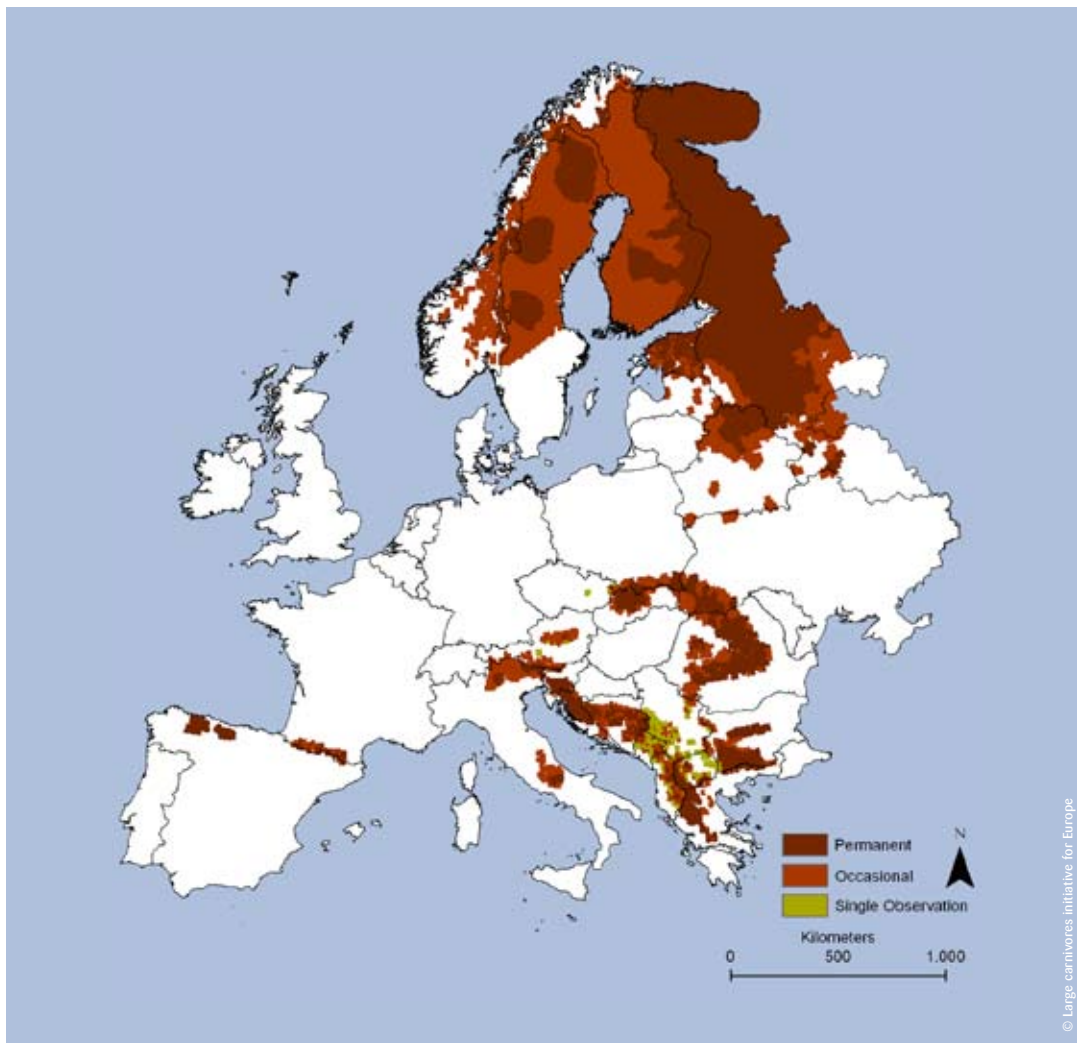 N
Permanent
Occasional
Single Observation
Kilometers
0 500 1.000
© Large carnivores initiative for Europe